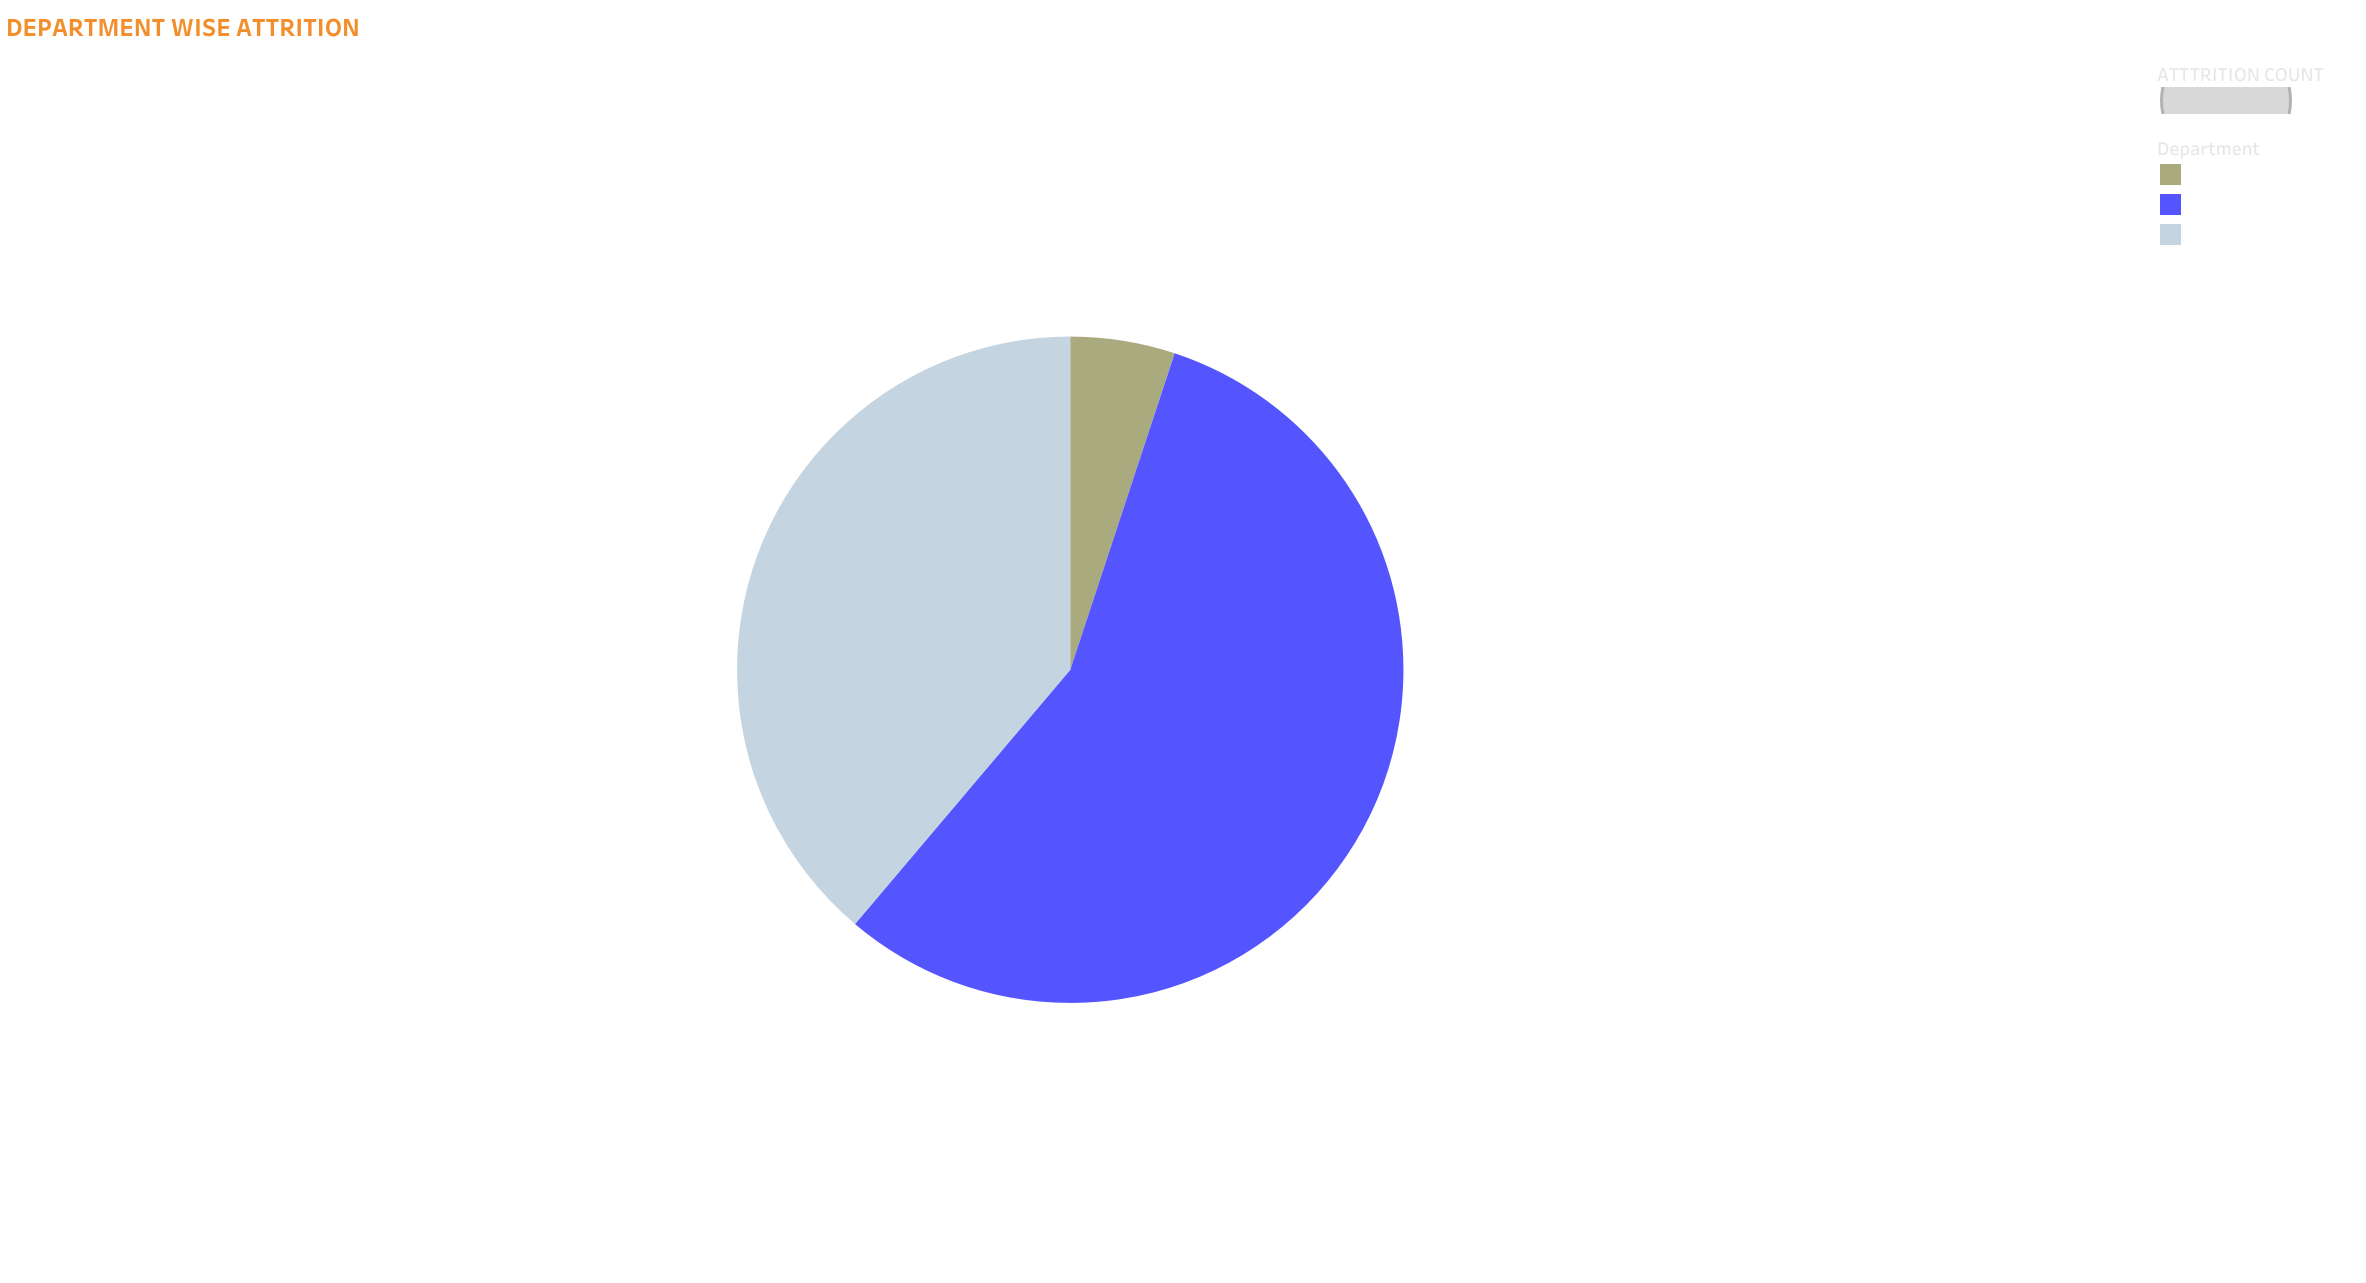 DEPARTMENT WISE ATTRITION
ATTTRITION COUNT
Department